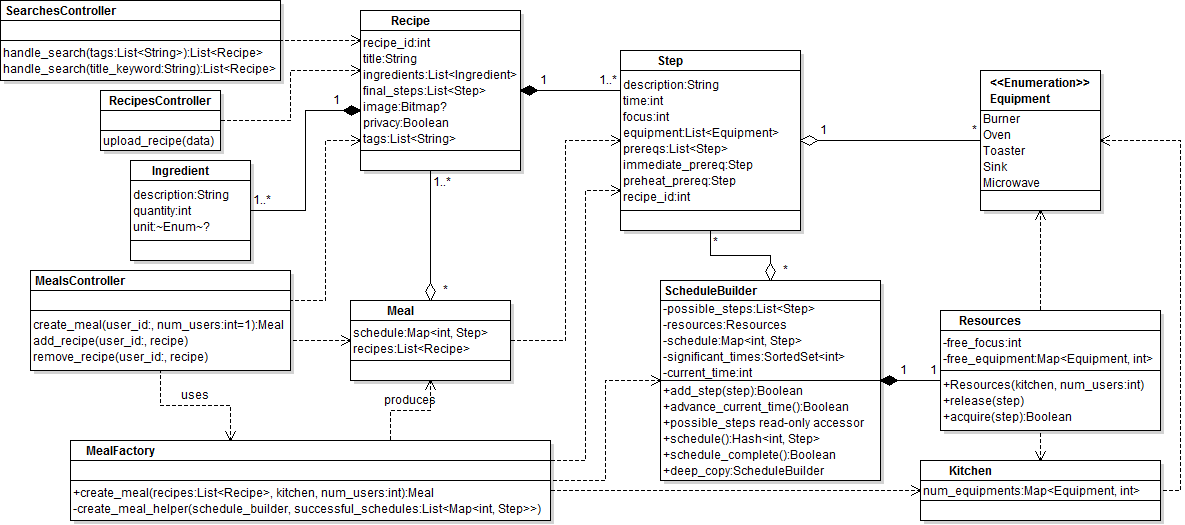 SearchesController
handle_search(tags:List<String>):List<Recipe>
handle_search(title_keyword:String):List<Recipe>
RecipesController
upload_recipe(data)
Ingredient
description:String
quantity:int
unit:~Enum~?
Recipe
recipe_id:int
title:String
ingredients:List<Ingredient>
final_steps:List<Step>
image:Bitmap?
privacy:Boolean
tags:List<String>
1
1..*
1
1..*
1..*
*
Step
description:String
time:int
focus:int
equipment:List<Equipment>
prereqs:List<Step>
immediate_prereq:Step
preheat_prereq:Step
recipe_id:int
1
*
*
*
<<Enumeration>>
Equipment
Burner
Oven
Toaster
Sink
Microwave
MealsController
create_meal(user_id:, num_users:int=1):Meal
add_recipe(user_id:, recipe)
remove_recipe(user_id:, recipe)
uses
Meal
schedule:Map<int, Step>
recipes:List<Recipe>
produces
ScheduleBuilder
-possible_steps:List<Step>
-resources:Resources
-schedule:Map<int, Step>
-significant_times:SortedSet<int>
-current_time:int
+add_step(step):Boolean
+advance_current_time():Boolean
+possible_steps read-only accessor
+schedule():Hash<int, Step>
+schedule_complete():Boolean
+deep_copy:ScheduleBuilder
1
1
Resources
-free_focus:int
-free_equipment:Map<Equipment, int>
+Resources(kitchen, num_users:int)
+release(step)
+acquire(step):Boolean
MealFactory
+create_meal(recipes:List<Recipe>, kitchen, num_users:int):Meal
-create_meal_helper(schedule_builder, successful_schedules:List<Map<int, Step>>)
Kitchen
num_equipments:Map<Equipment, int>